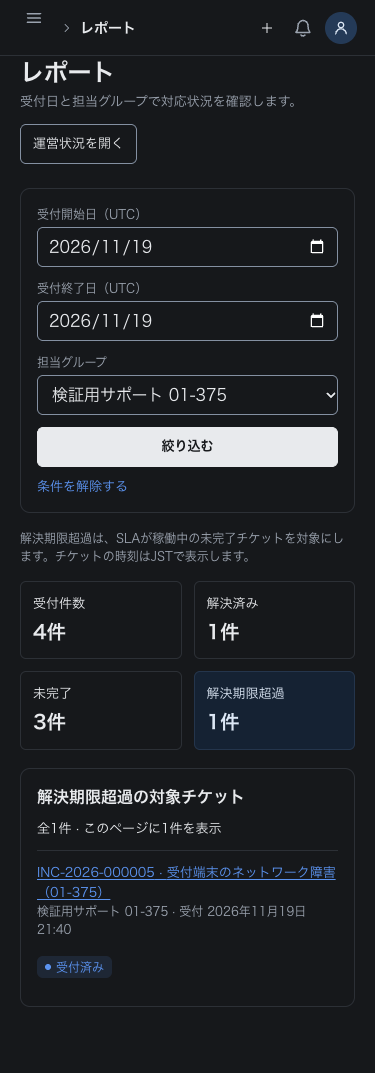 レポート
レポート
受付日と担当グループで対応状況を確認します。
運営状況を開く
受付開始日（UTC）
2026/11/19
受付終了日（UTC）
2026/11/19
担当グループ
検証用サポート 01-375
絞り込む
条件を解除する
解決期限超過は、SLAが稼働中の未完了チケットを対象にし
ます。チケットの時刻はJSTで表示します。
受付件数
4件
解決済み
1件
未完了
3件
解決期限超過
1件
解決期限超過の対象チケット
全1件 · このページに1件を表示
INC-2026-000005 · 受付端末のネットワーク障害
（01-375）
検証用サポート 01-375 · 受付 2026年11月19日
21:40
受付済み